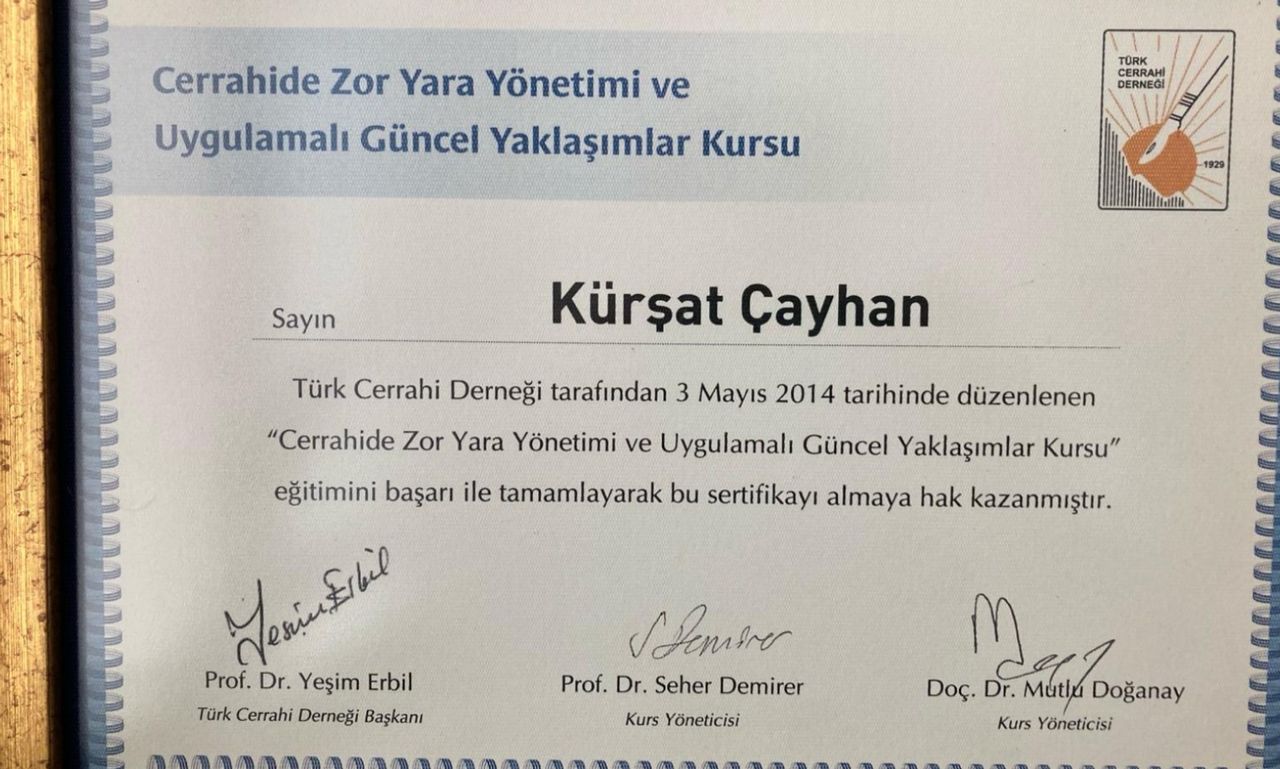 Cerrahide Zor Yara Yönetimi ve
Uygulamalı Güncel Yaklaşımlar Kursu
TÜRK
CERRAHİ
DERNEĞİ
1929
Sayın
Kürşat Çayhan
Türk Cerrahi Derneği tarafından 3 Mayıs 2014 tarihinde düzenlenen
“Cerrahide Zor Yara Yönetimi ve Uygulamalı Güncel Yaklaşımlar Kursu”
eğitimini başarı ile tamamlayarak bu sertifikayı almaya hak kazanmıştır.
Yeşim Erbil
S Demirer
Prof. Dr. Yeşim Erbil
Türk Cerrahi Derneği Başkanı
Prof. Dr. Seher Demirer
Kurs Yöneticisi
Doç. Dr. Mutlu Doğanay
Kurs Yöneticisi